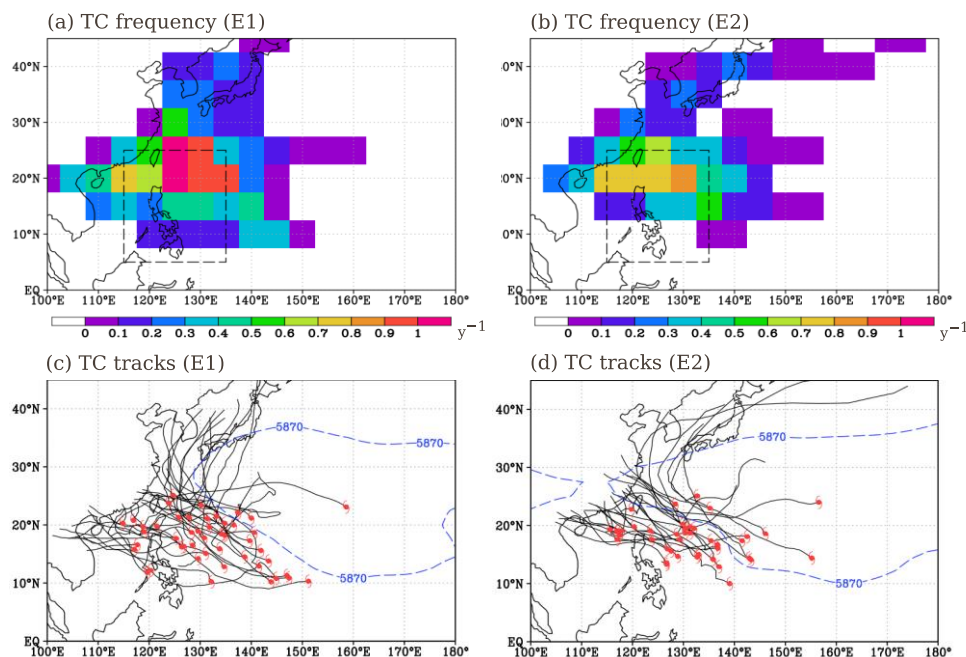 (a) TC frequency (E1)
(b) TC frequency (E2)
40°N
30°N
20°N
10°N
EQ
100°E 110°E 120°E 130°E 140°E 150°E 160°E 170°E 180°
40°N
30°N
20°N
10°N
EQ
100°E 110°E 120°E 130°E 140°E 150°E 160°E 170°E 180°
0 0.1 0.2 0.3 0.5 0.6 0.7 0.8 0.9 1 y⁻¹
0 0.1 0.2 0.3 0.5 0.6 0.7 0.8 0.9 1 y⁻¹
(c) TC tracks (E1)
(d) TC tracks (E2)
40°N
30°N
20°N
10°N
EQ
5870
5870
100°E 110°E 120°E 130°E 140°E 150°E 160°E 170°E 180
40°N
30°N
20°N
10°N
EQ
5870
5870
100°E 110°E 120°E 130°E 140°E 150°E 160°E 170°E 180°